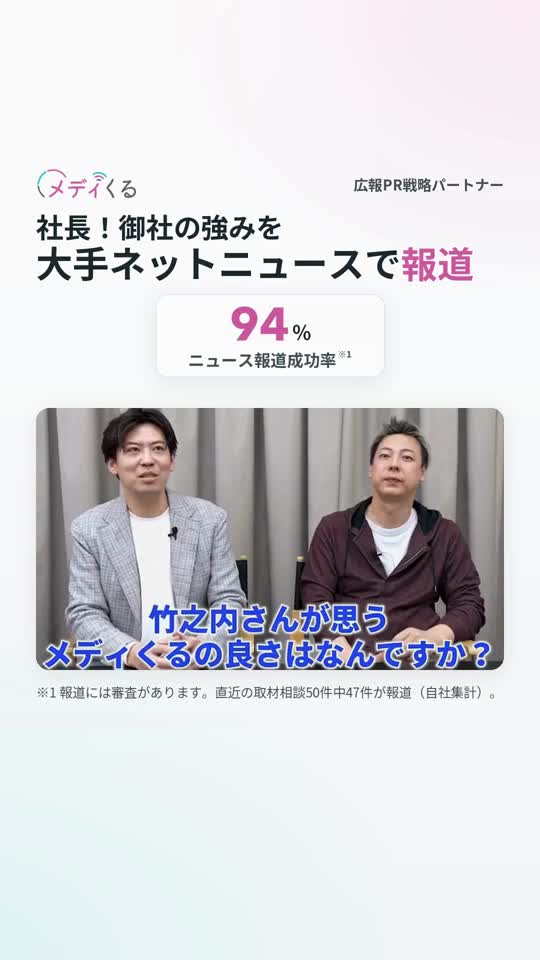 メディくる
広報PR戦略パートナー
社長！御社の強みを
大手ネットニュースで報道
94%
ニュース報道成功率※1
竹之内さんが思う
メディくるの良さはなんですか？
※1 報道には審査があります。直近の取材相談50件中47件が報道（自社集計）。